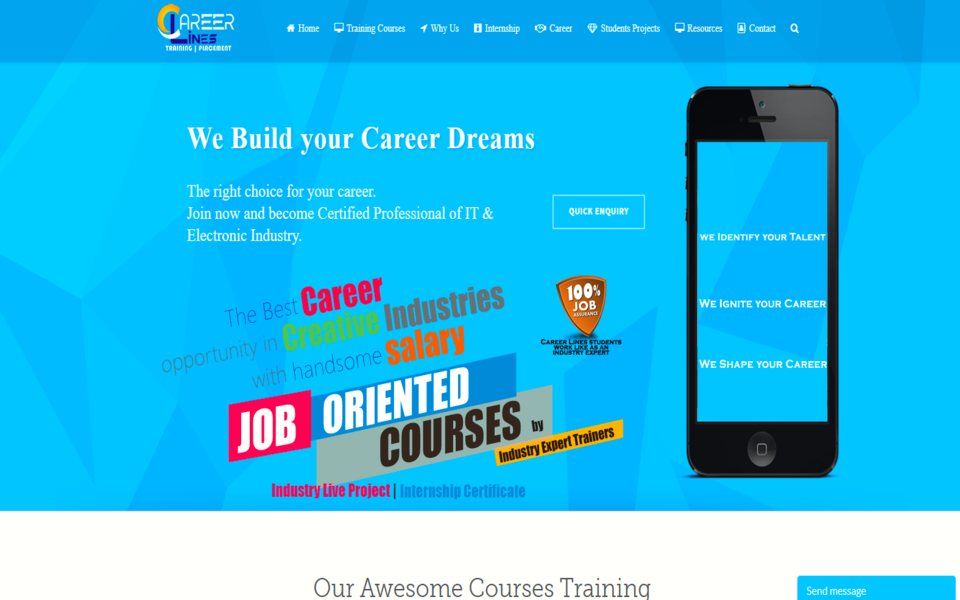 CAREER
LINES
TRAINING | PLACEMENT
Home
Training Courses
Why Us
Internship
Career
Students Projects
Resources
Contact
We Build your Career Dreams
The right choice for your career.
Join now and become Certified Professional of IT &
Electronic Industry.
QUICK ENQUIRY
We Identify your Talent
We Ignite your Career
We Shape your Career
The Best Career
opportunity in Creative Industries
with handsome salary
JOB ORIENTED
COURSES by
Industry Expert Trainers
Industry Live Project | Internship Certificate
100%
JOB
ASSURANCE
Career Lines students
work like as an
industry expert
Our Awesome Courses Training
Send message